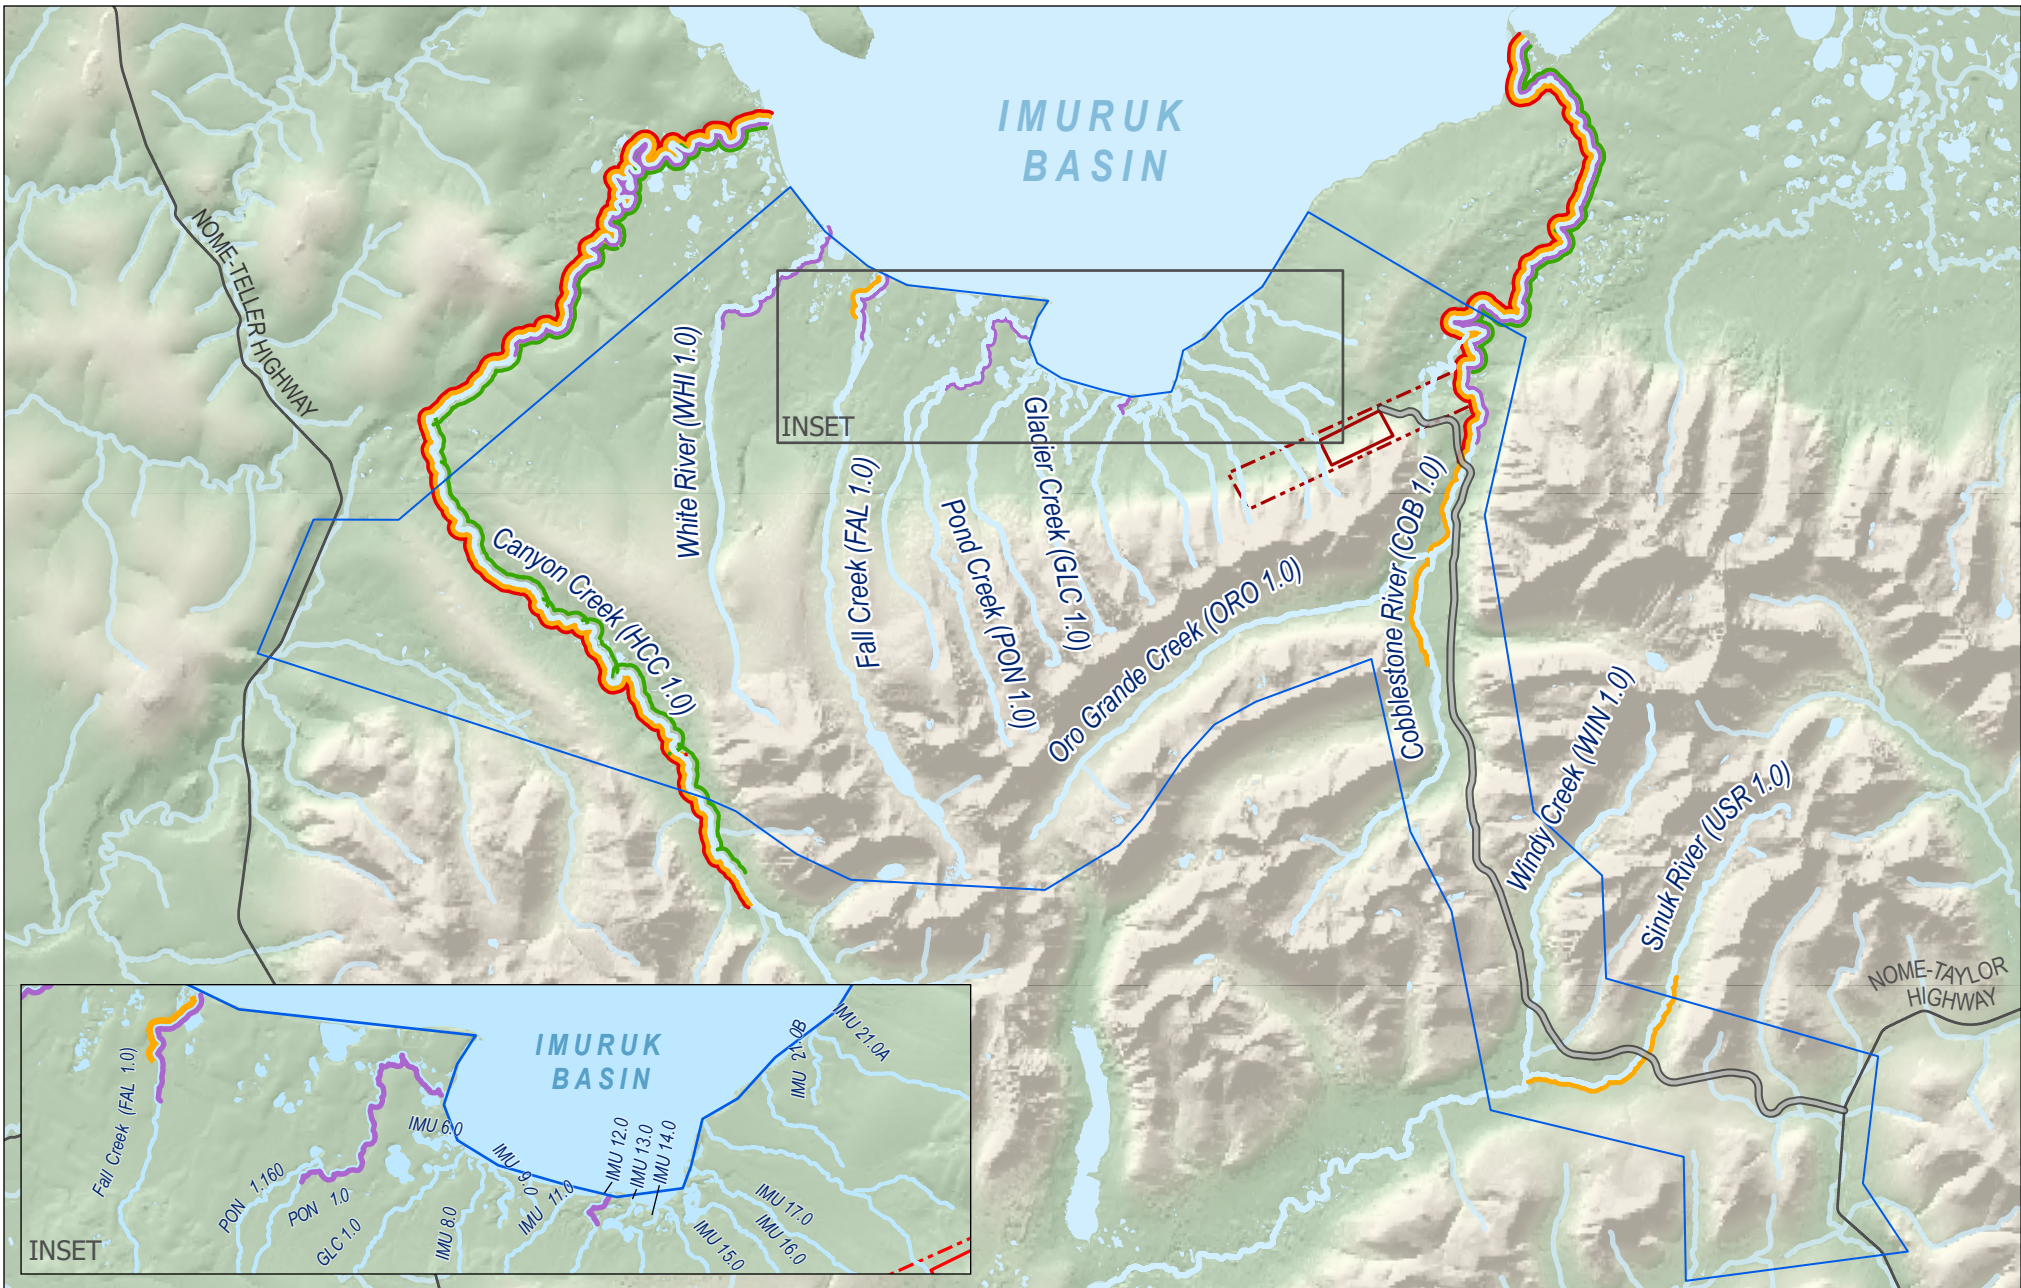 IMURUK
BASIN
NOME-TELLER HIGHWAY
INSET
White River (WHI 1.0)
Fall Creek (FAL 1.0)
Pond Creek (PON 1.0)
Glacier Creek (GLC 1.0)
Canyon Creek (HCC 1.0)
Oro Grande Creek (ORO 1.0)
Cobblestone River (COB 1.0)
Windy Creek (WIN 1.0)
Sinuk River (USR 1.0)
NOME-TAYLOR
HIGHWAY
IMURUK
BASIN
Fall Creek (FAL 1.0)
PON 1.160
PON 1.0
GLC 1.0
IMU 6.0
IMU 8.0
IMU 9.0
IMU 11.0
IMU 12.0
IMU 13.0
IMU 14.0
IMU 15.0
IMU 16.0
IMU 17.0
IMU 21.0B
IMU 21.0A
INSET